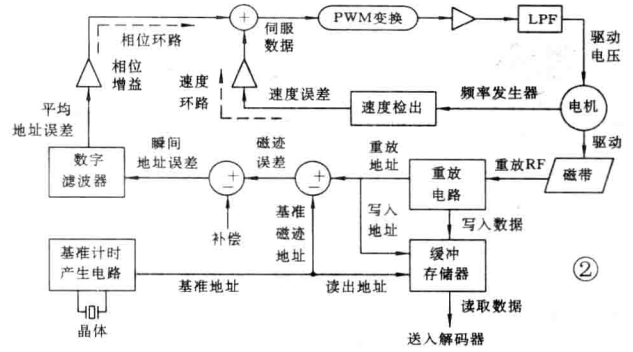 相位环路
相位
增益
平均
地址误差
数字
滤波器
+
伺服
数据
PWM变换
LPF
驱动
电压
速度
环路
速度误差
速度检出
频率发生器
电机
驱动
磁带
重放RF
重放
电路
重放
地址
磁迹
误差
瞬间
地址误差
+
−
+
−
补偿
基准
磁迹
地址
写入
地址
写入数据
缓冲
存储器
基准计时
产生电路
晶体
基准地址
读出地址
读取数据
送入解码器
②